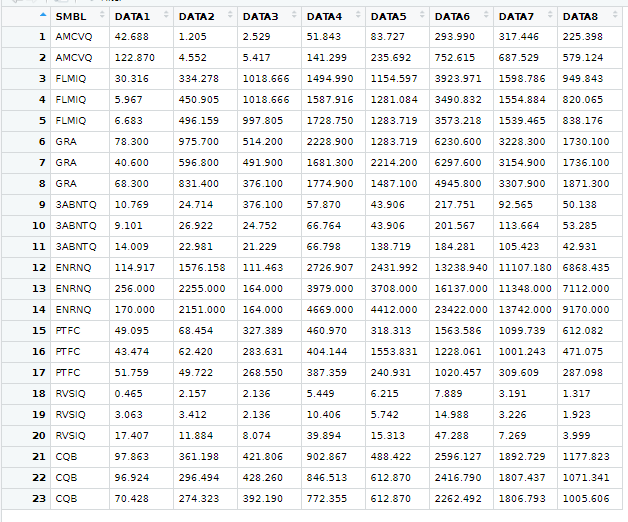 SMBL DATA1 DATA2 DATA3 DATA4 DATA5 DATA6 DATA7 DATA8
1 AMCVQ 42.688 1.205 2.529 51.843 83.727 293.990 317.446 225.398
2 AMCVQ 122.870 4.552 5.417 141.299 235.692 752.615 687.529 579.124
3 FLMIQ 30.316 334.278 1018.666 1494.990 1154.597 3923.971 1598.786 949.843
4 FLMIQ 5.967 450.905 1018.666 1587.916 1281.084 3490.832 1554.884 820.065
5 FLMIQ 6.683 496.159 997.805 1728.750 1283.719 3573.218 1539.465 838.176
6 GRA 78.300 975.700 514.200 2228.900 1283.719 6230.600 3228.300 1730.100
7 GRA 40.600 596.800 491.900 1681.300 2214.200 6297.600 3154.900 1736.100
8 GRA 68.300 831.400 376.100 1774.900 1487.100 4945.800 3307.900 1871.300
9 3ABNTQ 10.769 24.714 376.100 57.870 43.906 217.751 92.565 50.138
10 3ABNTQ 9.101 26.922 24.752 66.764 43.906 201.567 113.664 53.285
11 3ABNTQ 14.009 22.981 21.229 66.798 138.719 184.281 105.423 42.931
12 ENRNQ 114.917 1576.158 111.463 2726.907 2431.992 13238.940 11107.180 6868.435
13 ENRNQ 256.000 2255.000 164.000 3979.000 3708.000 16137.000 11348.000 7112.000
14 ENRNQ 170.000 2151.000 164.000 4669.000 4412.000 23422.000 13742.000 9170.000
15 PTFC 49.095 68.454 327.389 460.970 318.313 1563.586 1099.739 612.082
16 PTFC 43.474 62.420 283.631 404.144 1553.831 1228.061 1001.243 471.075
17 PTFC 51.759 49.722 268.550 387.359 240.931 1020.457 309.609 287.098
18 RVSIQ 0.465 2.157 2.136 5.449 6.215 7.889 3.191 1.317
19 RVSIQ 3.063 3.412 2.136 10.406 5.742 14.988 3.226 1.923
20 RVSIQ 17.407 11.884 8.074 39.894 15.313 47.288 7.269 3.999
21 CQB 97.863 361.198 421.806 902.867 488.422 2596.127 1892.729 1177.823
22 CQB 96.924 296.494 428.260 846.513 612.870 2416.790 1807.437 1071.341
23 CQB 70.428 274.323 392.190 772.355 612.870 2262.492 1806.793 1005.606